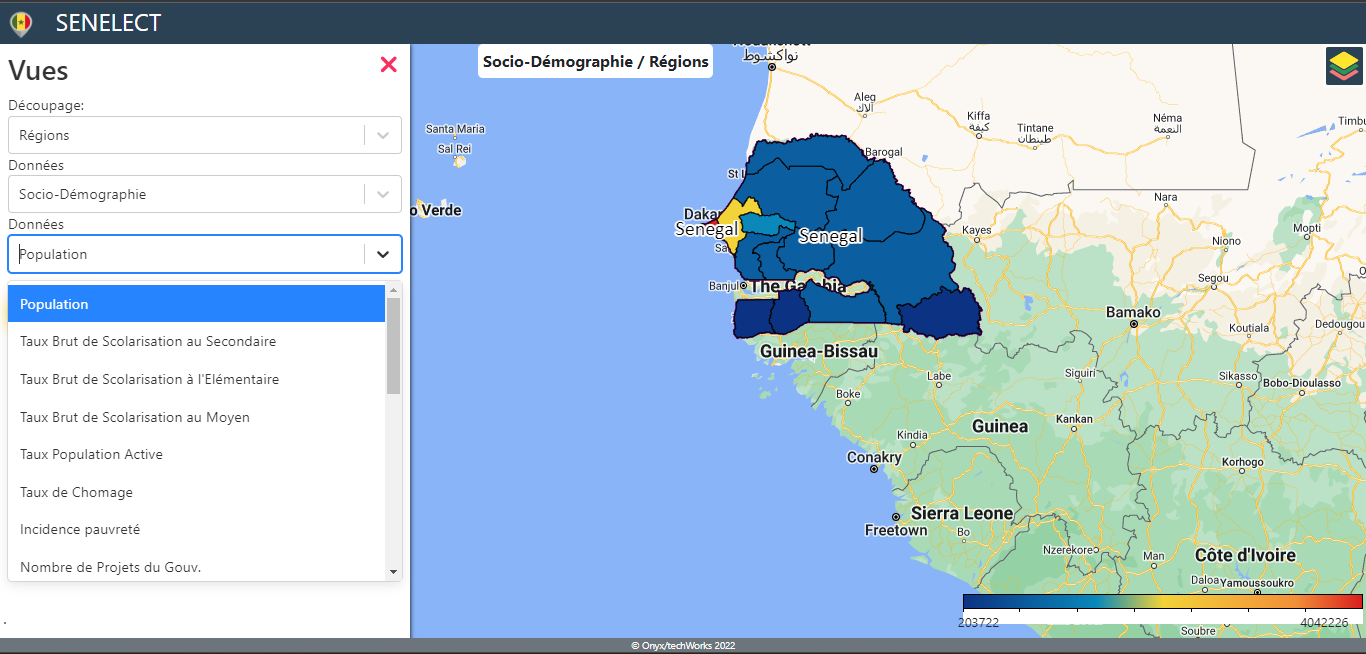 SENELECT
Vues
Découpage:
Régions
Données
Socio-Démographie
Données
Population
Population
Taux Brut de Scolarisation au Secondaire
Taux Brut de Scolarisation à l'Elémentaire
Taux Brut de Scolarisation au Moyen
Taux Population Active
Taux de Chomage
Incidence pauvreté
Nombre de Projets du Gouv.
.
Socio-Démographie / Régions
نواكشوط
Aleg
ألاك
Kiffa
كيفة
Tintane
طينطان
Néma
النعمة
Timbu
Santa Maria
Sal Rei
o Verde
Barogal
St L
Dakar
Senegal
Sa
Senegal
Banjul
The Gambia
Kayes
Nara
Niono
Mopti
Segou
Bamako
Koutiala
Dedougou
Guinea-Bissau
Labe
Siguiri
Sikasso
Bobo-Dioulasso
Boke
Guinea
Kankan
Kindia
Conakry
Korhogo
Sierra Leone
Freetown
Bo
Nzerekore
Man
Côte d'Ivoire
Daloa
Yamoussoukro
203722
4042226
Soubre
© Onyx/techWorks 2022